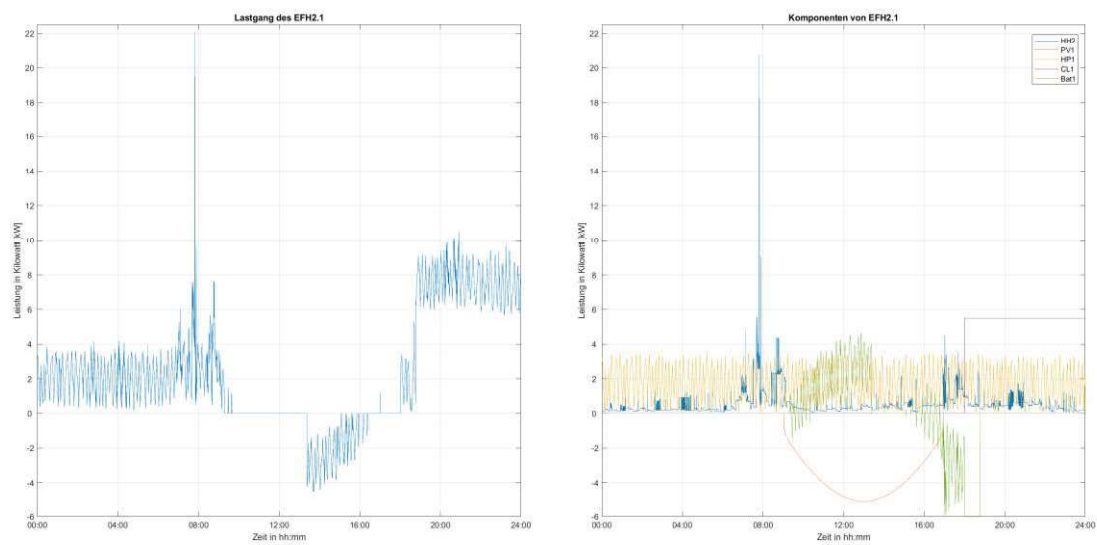 Lastgang des EFH2.1
22
20
18
16
14
12
10
8
6
4
2
0
-2
-4
-6
Leistung in Kilowatt [kW]
00:00 04:00 08:00 12:00 16:00 20:00 24:00
Zeit in hh:mm
Komponenten von EFH2.1
HH2
PV1
HP1
CL1
Bat1
22
20
18
16
14
12
10
8
6
4
2
0
-2
-4
-6
Leistung in Kilowatt [kW]
00:00 04:00 08:00 12:00 16:00 20:00 24:00
Zeit in hh:mm